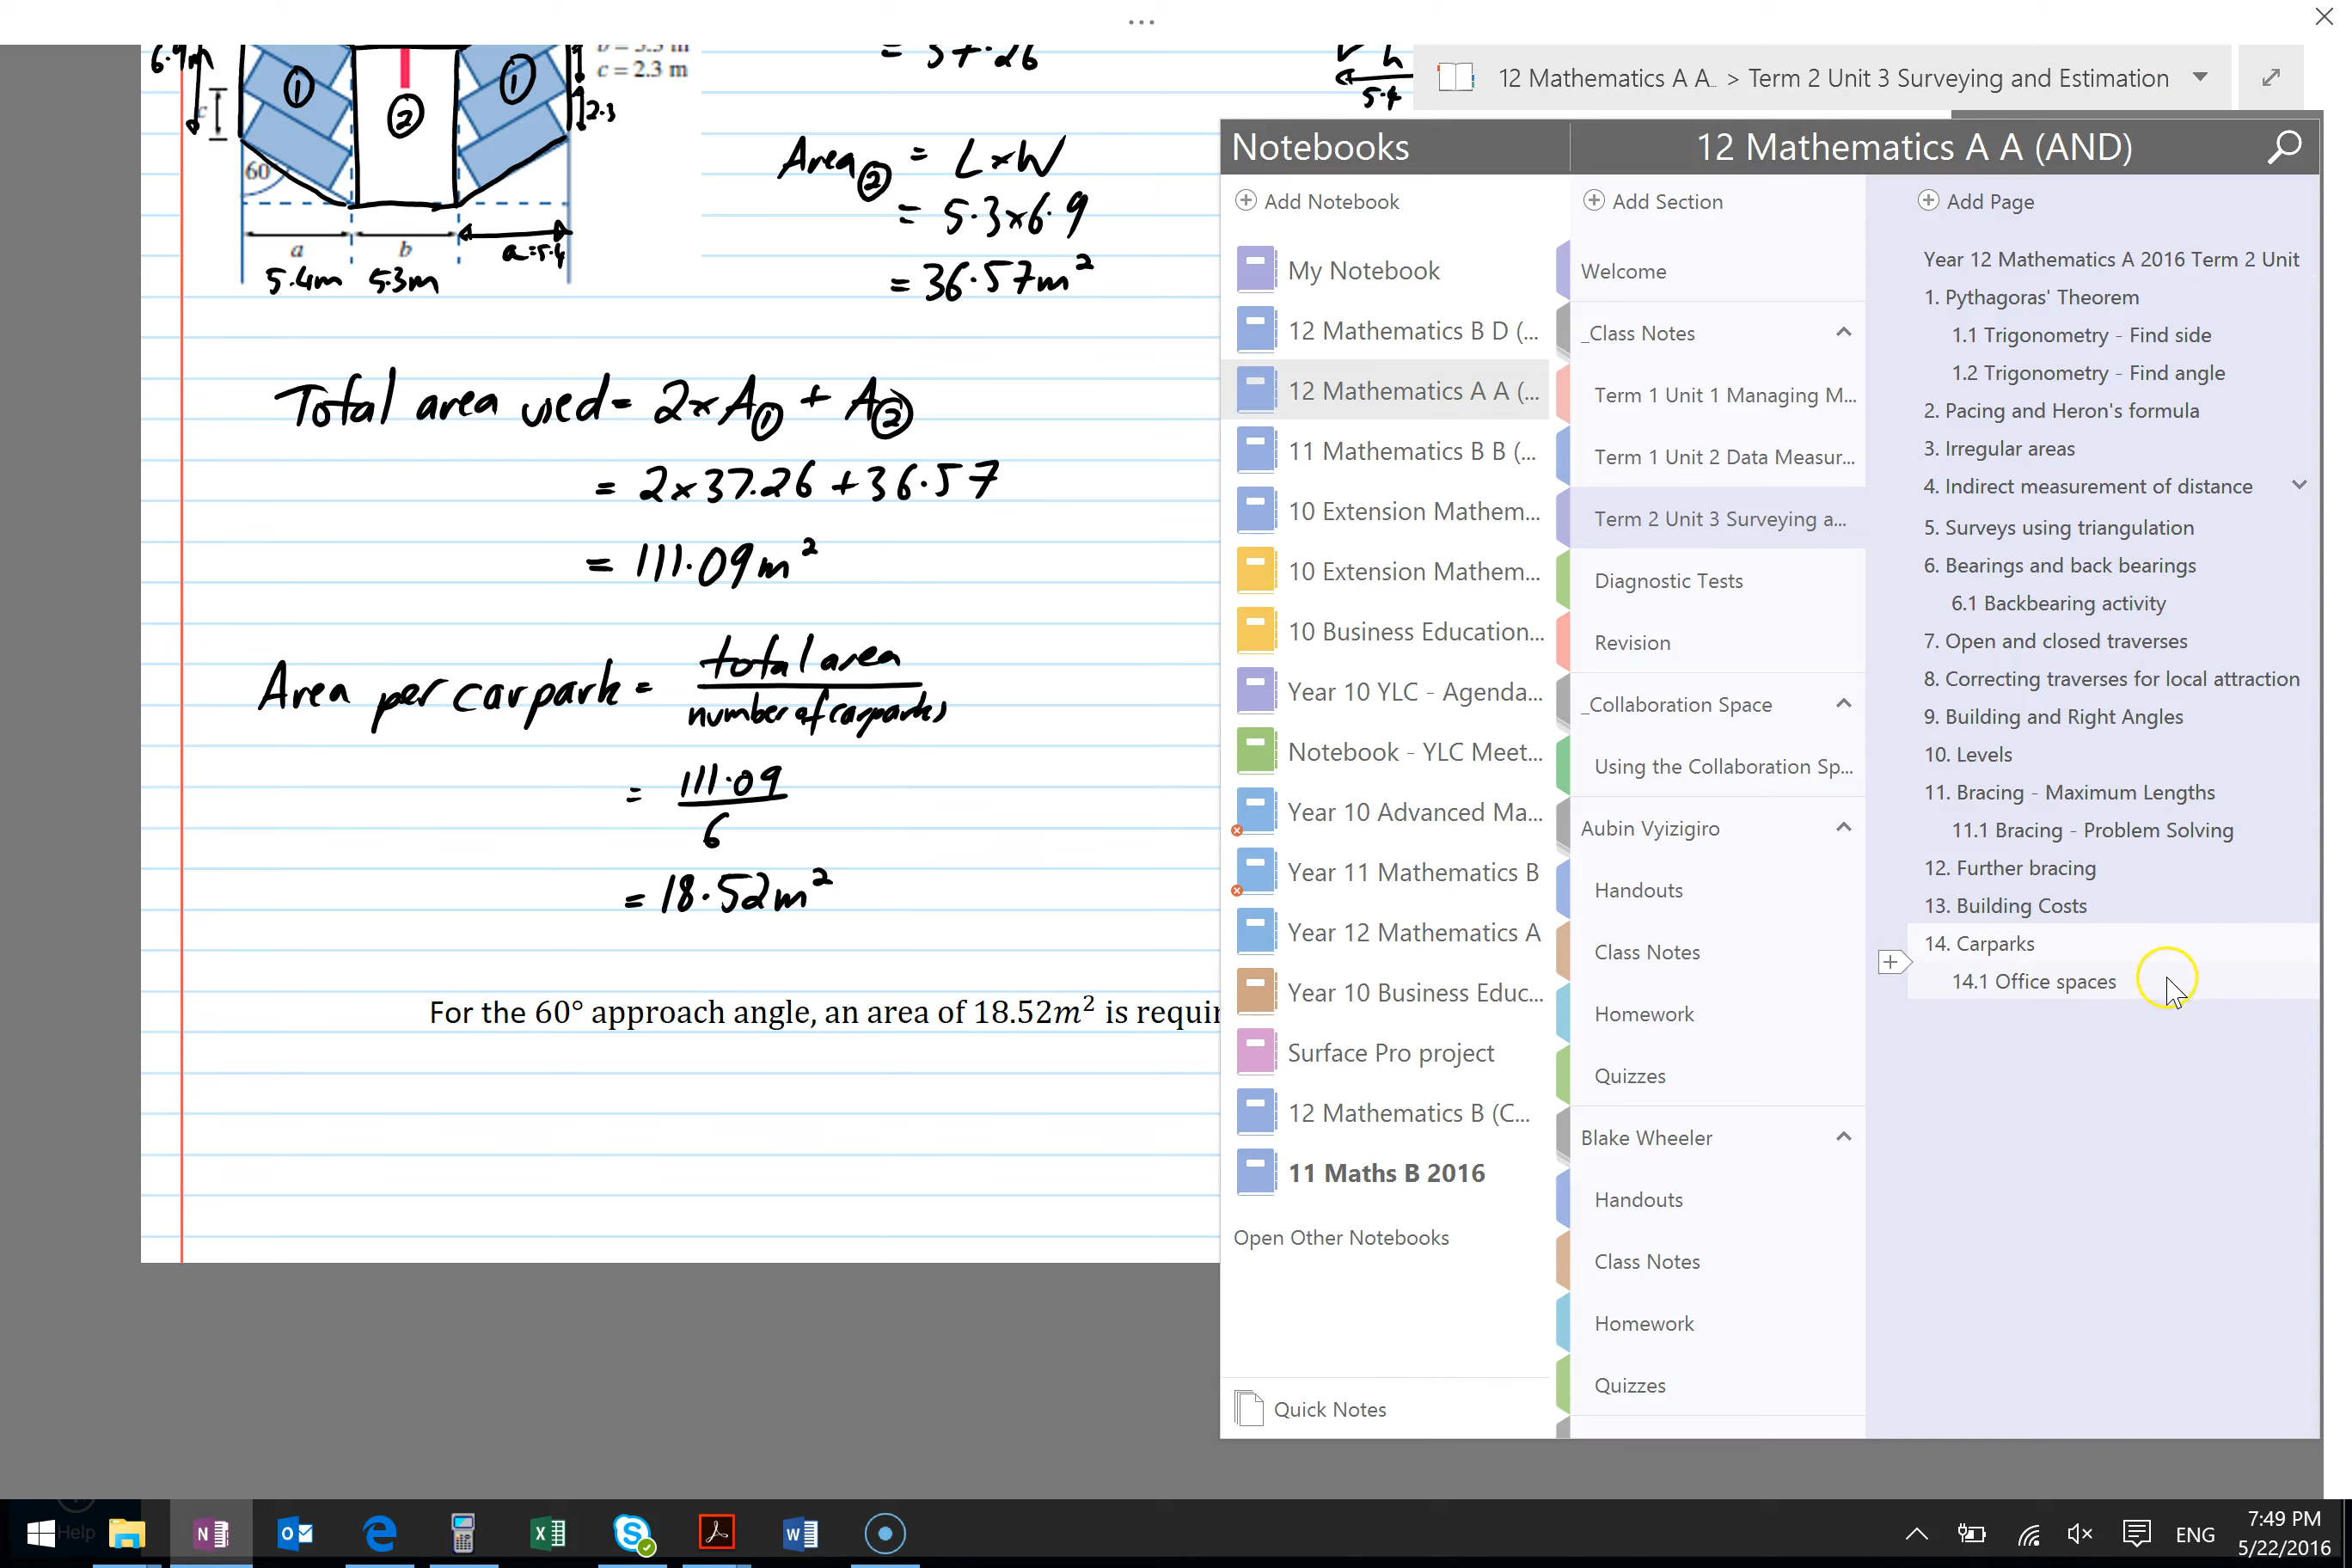 6.9m
c = 2.3 m
①
②
①
2.3
c
60
a
b
a=5.4
5.4m 5.3m
Area② = L×W
= 5.3×6.9
= 36.57m²
5.4
Total area used = 2×A① + A②
= 2×37.26 + 36.57
= 111.09m²
Area per carpark = total area
number of carparks
= 111.09
6
= 18.52m²
For the 60° approach angle, an area of 18.52m² is requir
12 Mathematics A A... > Term 2 Unit 3 Surveying and Estimation
Notebooks
12 Mathematics A A (AND)
Add Notebook
My Notebook
12 Mathematics B D (...
12 Mathematics A A (...
11 Mathematics B B (...
10 Extension Mathem...
10 Extension Mathem...
10 Business Education...
Year 10 YLC - Agenda...
Notebook - YLC Meet...
Year 10 Advanced Ma...
Year 11 Mathematics B
Year 12 Mathematics A
Year 10 Business Educ...
Surface Pro project
12 Mathematics B (C...
11 Maths B 2016
Open Other Notebooks
Quick Notes
Add Section
Welcome
_Class Notes
Term 1 Unit 1 Managing M...
Term 1 Unit 2 Data Measur...
Term 2 Unit 3 Surveying a...
Diagnostic Tests
Revision
_Collaboration Space
Using the Collaboration Sp...
Aubin Vyizigiro
Handouts
Class Notes
Homework
Quizzes
Blake Wheeler
Handouts
Class Notes
Homework
Quizzes
Add Page
Year 12 Mathematics A 2016 Term 2 Unit
1. Pythagoras' Theorem
1.1 Trigonometry - Find side
1.2 Trigonometry - Find angle
2. Pacing and Heron's formula
3. Irregular areas
4. Indirect measurement of distance
5. Surveys using triangulation
6. Bearings and back bearings
6.1 Backbearing activity
7. Open and closed traverses
8. Correcting traverses for local attraction
9. Building and Right Angles
10. Levels
11. Bracing - Maximum Lengths
11.1 Bracing - Problem Solving
12. Further bracing
13. Building Costs
14. Carparks
14.1 Office spaces
Help
ENG
7:49 PM
5/22/2016